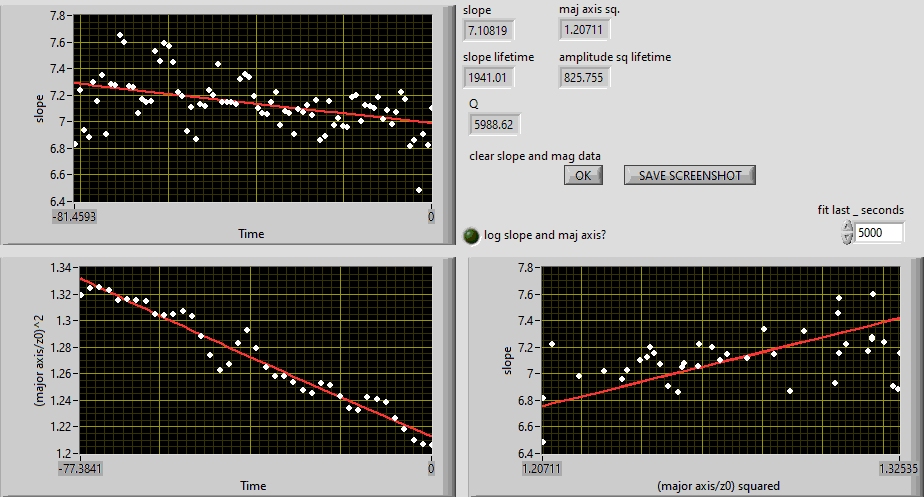 slope
maj axis sq.
7.10819
1.20711
slope lifetime
amplitude sq lifetime
1941.01
825.755
Q
5988.62
clear slope and mag data
OK
SAVE SCREENSHOT
log slope and maj axis?
fit last _ seconds
5000
7.8
7.6
7.4
7.2
7
6.8
6.6
6.4
slope
-81.4593
0
Time
1.34
1.32
1.3
1.28
1.26
1.24
1.22
1.2
(major axis/z0)^2
-77.3841
0
Time
7.8
7.6
7.4
7.2
7
6.8
6.6
6.4
slope
1.20711
1.32535
(major axis/z0) squared